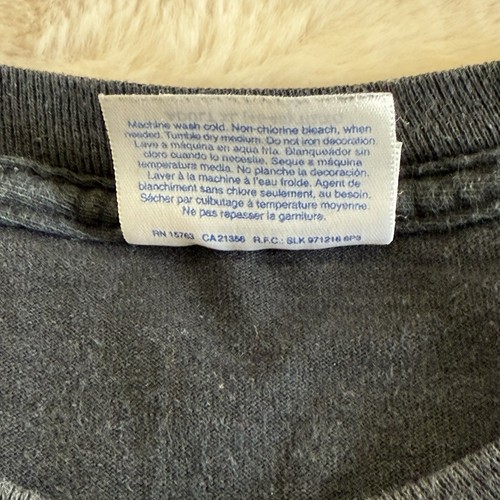 Machine wash cold. Non-chlorine bleach, when
needed. Tumble dry medium. Do not iron decoration.
Lave a máquina en aqua fría. Blanqueador sin
cloro cuando lo necesite. Seque a máquina
temperatura media. No planche la decoración.
Laver à la machine à l'eau froide. Agent de
blanchiment sans chlore seulement, au besoin.
Sécher par culbutage à température moyenne.
Ne pas repasser la garniture.
RN 15763 CA21356 R.F.C.: SLK 971216 6P3